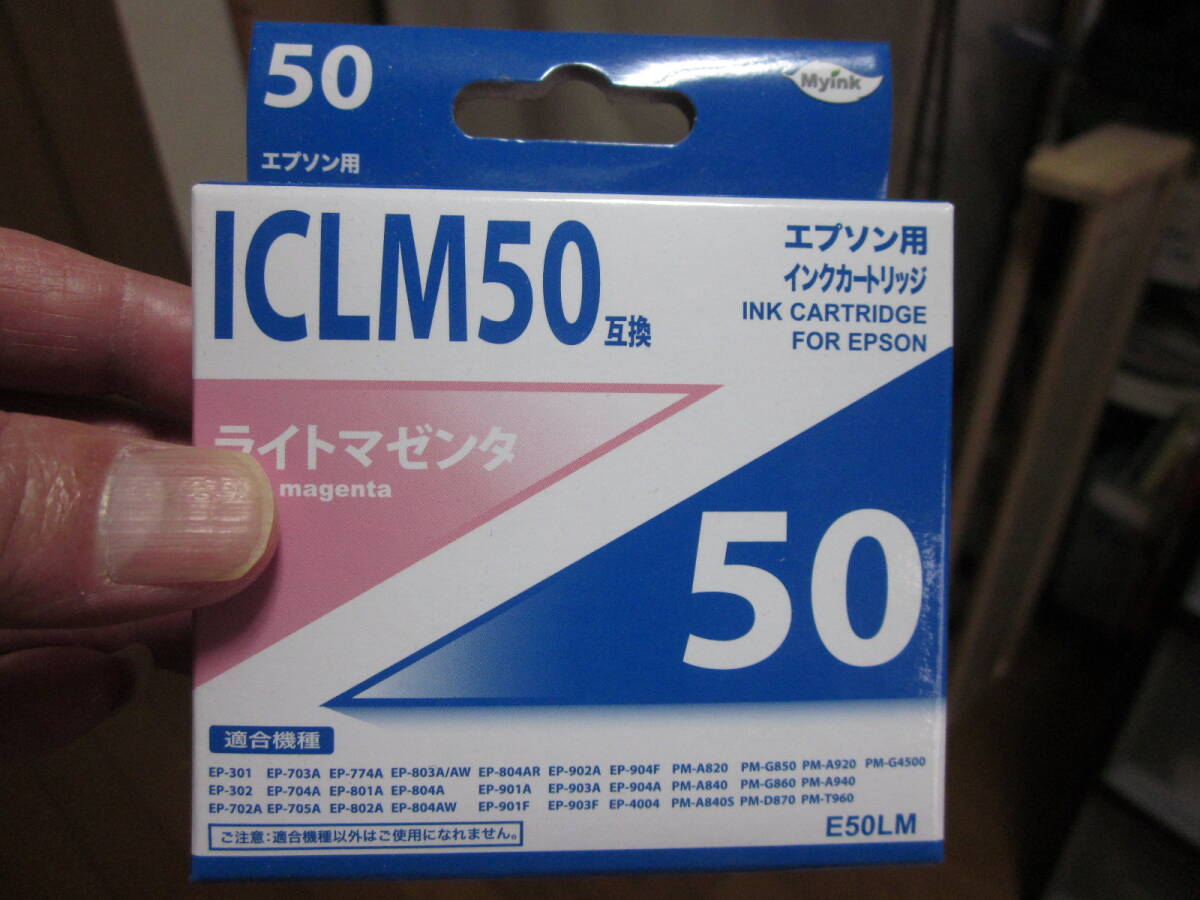 50
Myink
エプソン用
ICLM50互換
エプソン用
インクカートリッジ
INK CARTRIDGE
FOR EPSON
ライトマゼンタ
magenta
50
適合機種
EP-301 EP-703A EP-774A EP-803A/AW EP-804AR EP-902A EP-904F PM-A820 PM-G850 PM-A920 PM-G4500
EP-302 EP-704A EP-801A EP-804A EP-901A EP-903A EP-904A PM-A840 PM-G860 PM-A940
EP-702A EP-705A EP-802A EP-804AW EP-901F EP-903F EP-4004 PM-A840S PM-D870 PM-T960
ご注意:適合機種以外はご使用になれません。
E50LM